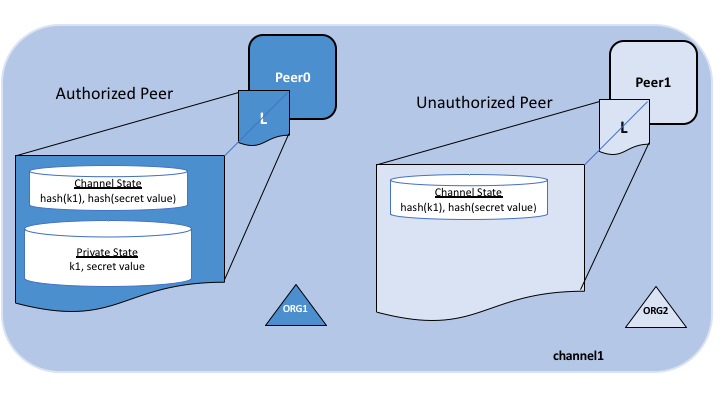 Authorized Peer
Peer0
L
Channel State
hash(k1), hash(secret value)
Private State
k1, secret value
ORG1
Unauthorized Peer
Peer1
L
Channel State
hash(k1), hash(secret value)
ORG2
channel1